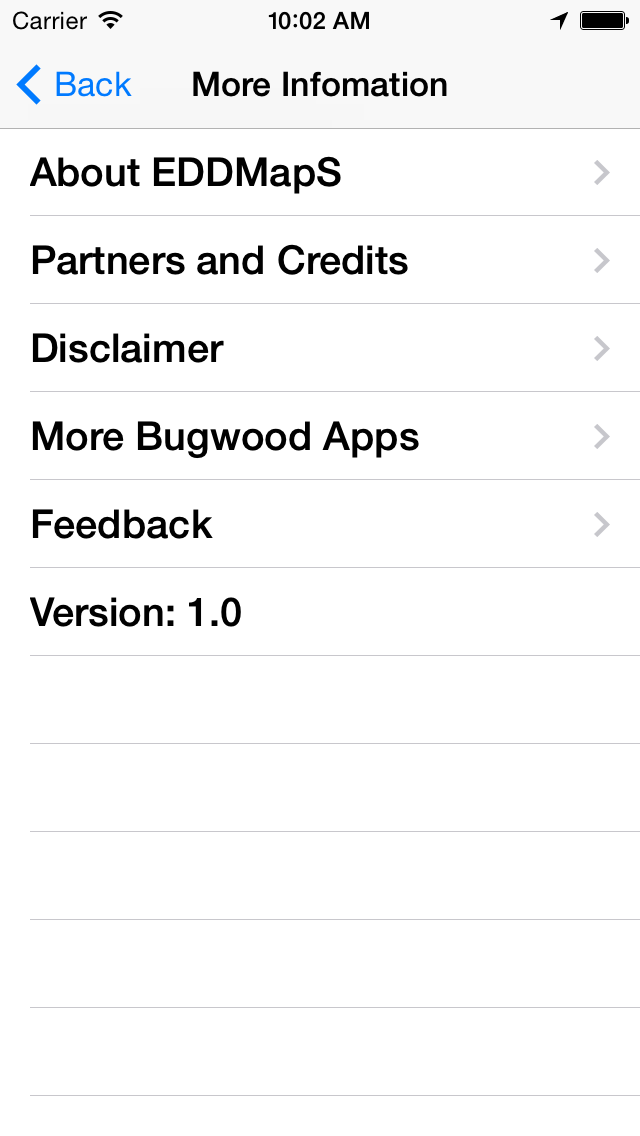 Carrier 10:02 AM
Back More Infomation
About EDDMapS
Partners and Credits
Disclaimer
More Bugwood Apps
Feedback
Version: 1.0